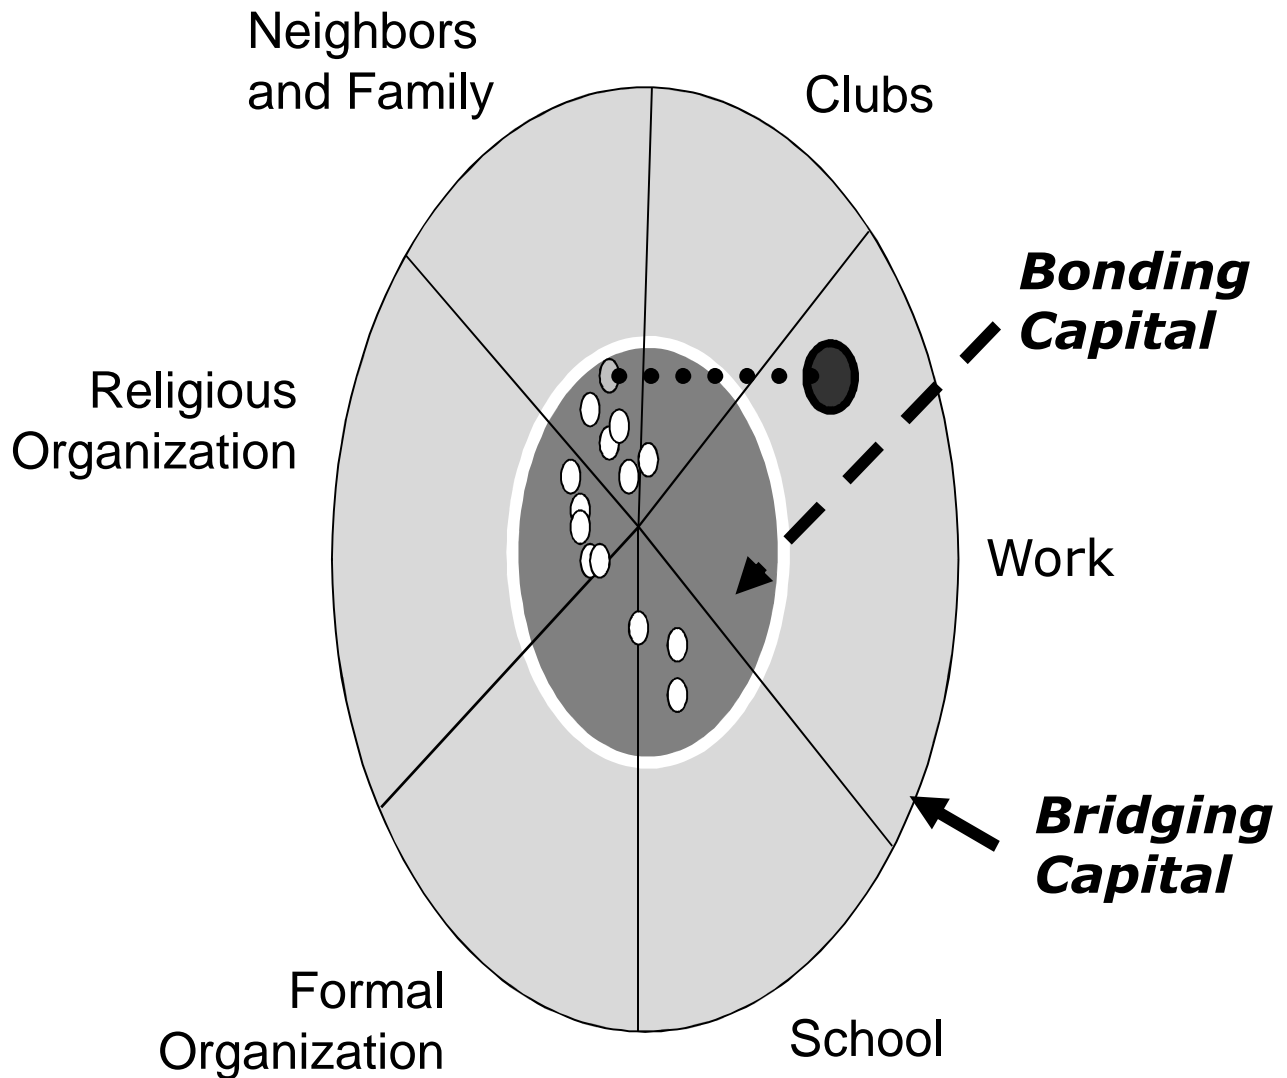 Neighbors
and Family
Clubs
Bonding
Capital
Religious
Organization
Work
Bridging
Capital
Formal
Organization
School